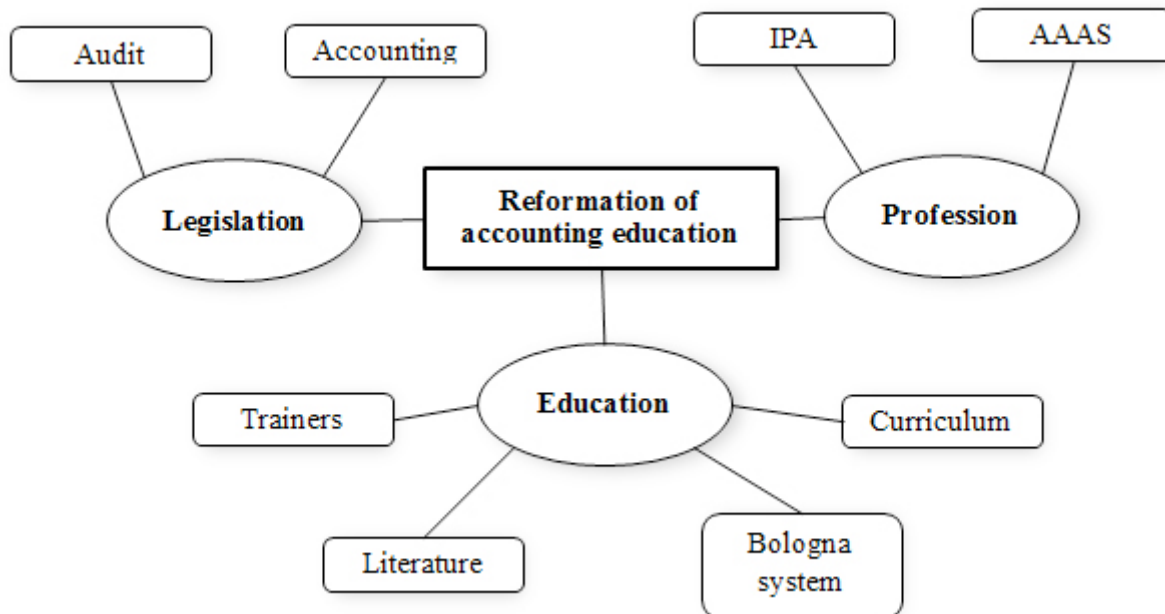 Audit
Accounting
IPA
AAAS
Legislation
Reformation of
accounting education
Profession
Trainers
Education
Curriculum
Literature
Bologna
system